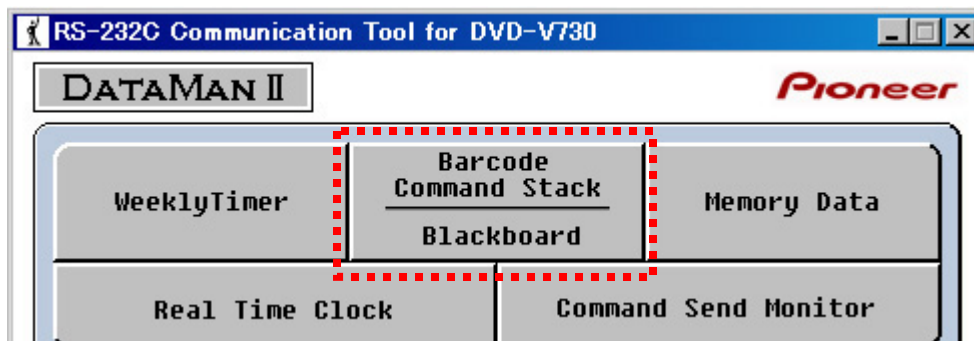 RS-232C Communication Tool for DVD-V730
DATAMAN II
Pioneer
WeeklyTimer
Barcode
Command Stack
Blackboard
Memory Data
Real Time Clock
Command Send Monitor